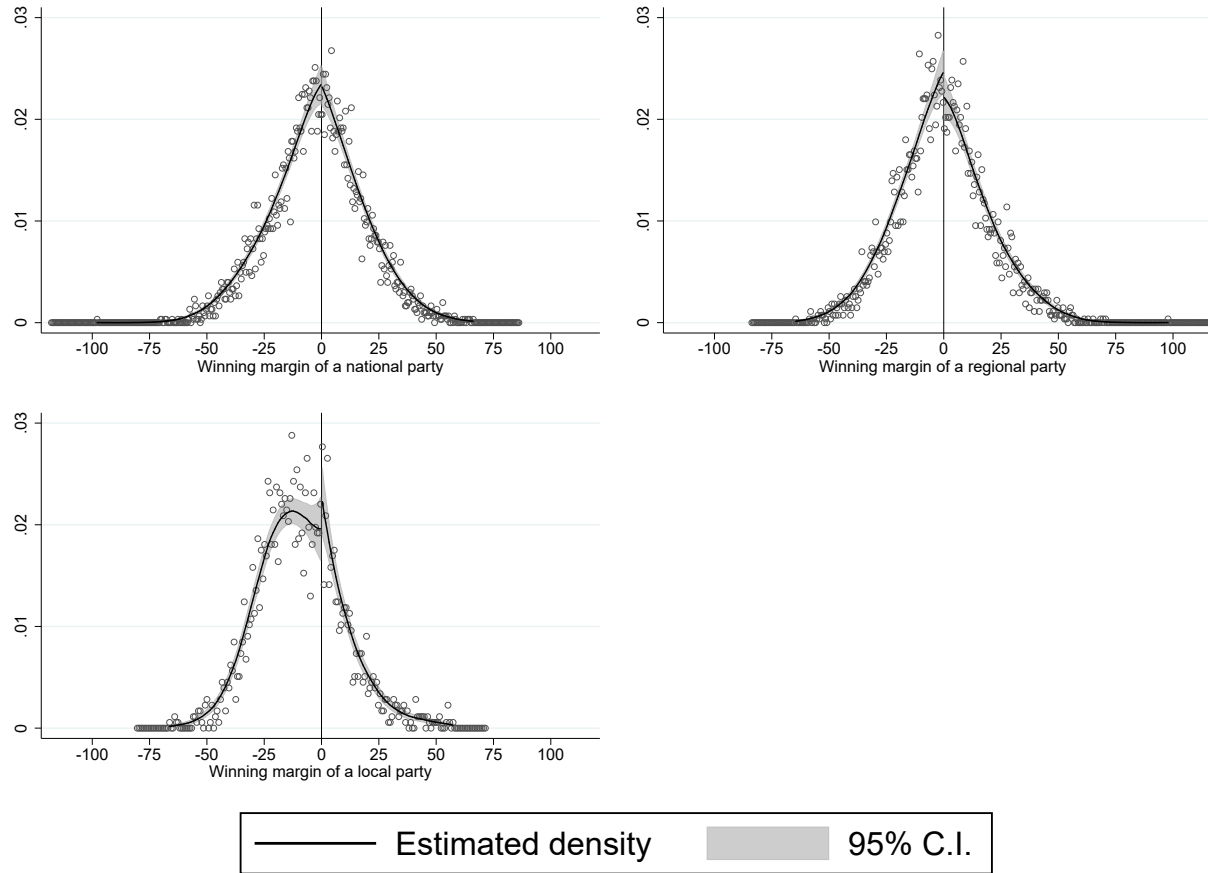 .03
.02
.01
0
-100 -75 -50 -25 0 25 50 75 100
Winning margin of a national party
.03
.02
.01
0
-100 -75 -50 -25 0 25 50 75 100
Winning margin of a regional party
.03
.02
.01
0
-100 -75 -50 -25 0 25 50 75 100
Winning margin of a local party
Estimated density 95% C.I.